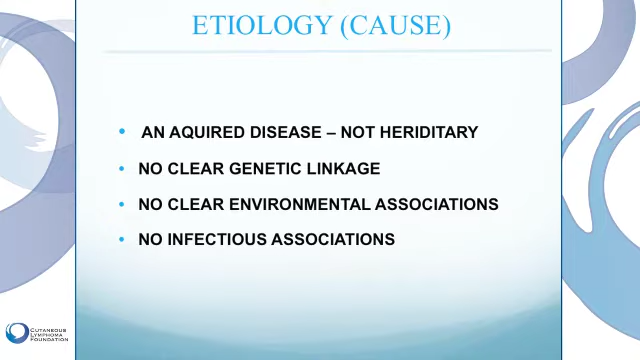 ETIOLOGY (CAUSE)
• AN AQUIRED DISEASE – NOT HERIDITARY
• NO CLEAR GENETIC LINKAGE
• NO CLEAR ENVIRONMENTAL ASSOCIATIONS
• NO INFECTIOUS ASSOCIATIONS
CUTANEOUS
LYMPHOMA
FOUNDATION